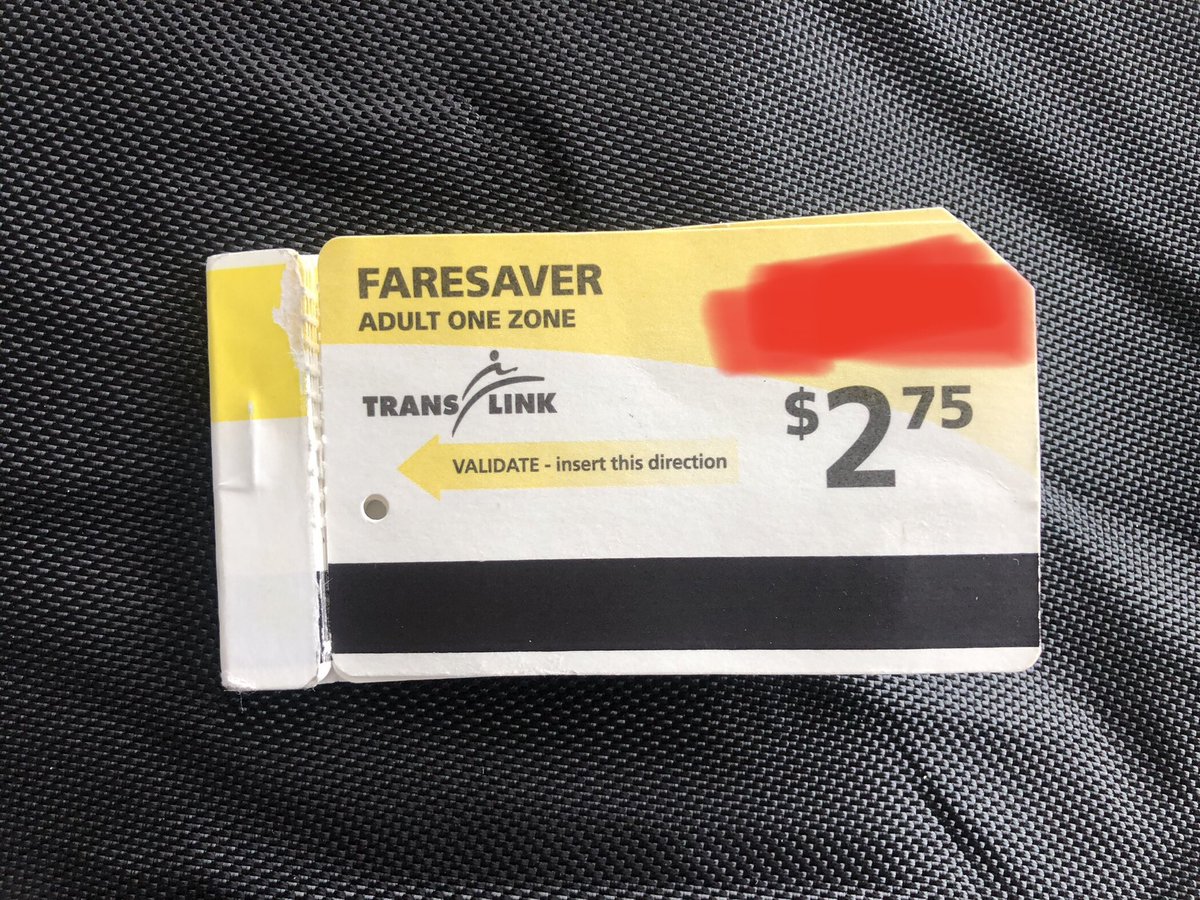 FARESAVER
ADULT ONE ZONE
TRANS LINK
VALIDATE - insert this direction
$2 75